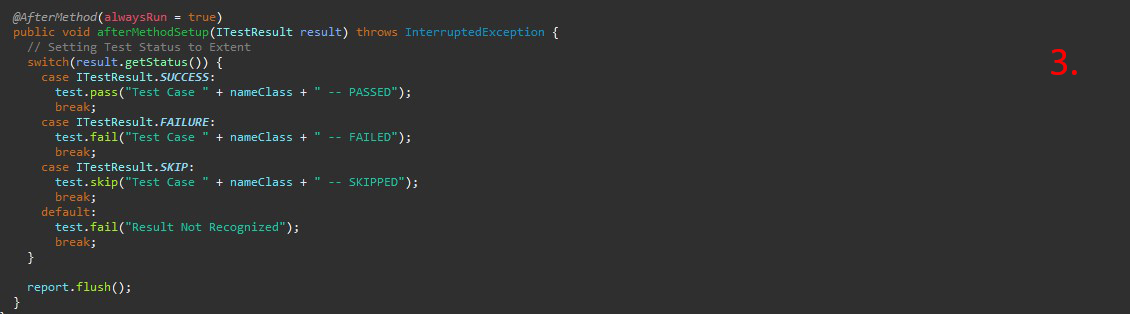 @AfterMethod(alwaysRun = true)
public void afterMethodSetup(ITestResult result) throws InterruptedException {
  // Setting Test Status to Extent
  switch(result.getStatus()) {
    case ITestResult.SUCCESS:
      test.pass("Test Case " + nameClass + " -- PASSED");
      break;
    case ITestResult.FAILURE:
      test.fail("Test Case " + nameClass + " -- FAILED");
      break;
    case ITestResult.SKIP:
      test.skip("Test Case " + nameClass + " -- SKIPPED");
      break;
    default:
      test.fail("Result Not Recognized");
      break;
  }
  report.flush();
}
3.